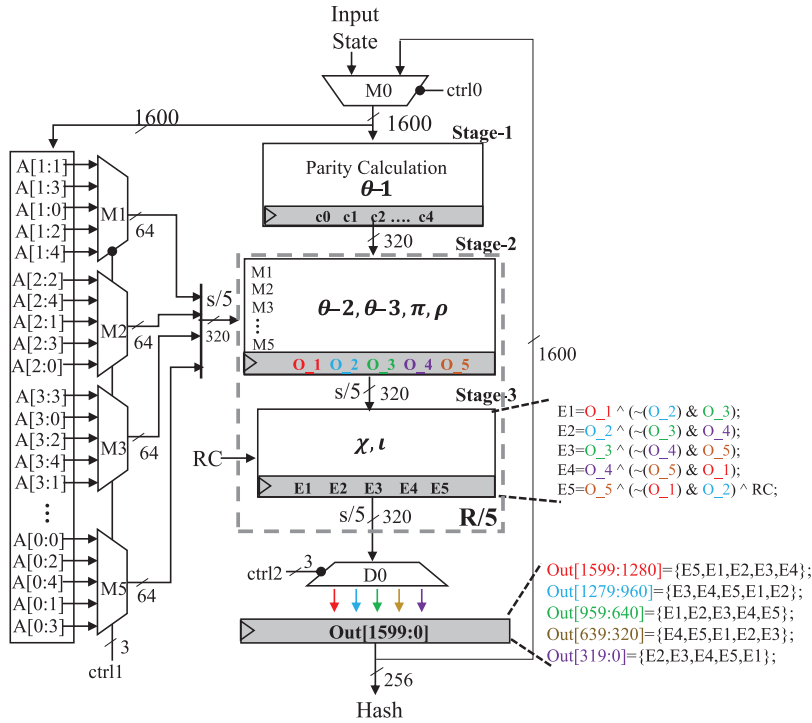 Input
State
M0
ctrl0
1600
1600
Stage-1
Parity Calculation
θ-1
c0 c1 c2 .... c4
320
Stage-2
A[1:1]
A[1:3]
A[1:0]
A[1:2]
A[1:4]
M1
64
A[2:2]
A[2:4]
A[2:1]
A[2:3]
A[2:0]
M2
64
A[3:3]
A[3:0]
A[3:2]
A[3:4]
A[3:1]
M3
64
...
A[0:0]
A[0:2]
A[0:4]
A[0:1]
A[0:3]
M5
64
3
ctrl1
s/5
320
M1
M2
M3
⋮
M5
θ-2, θ-3, π, ρ
O_1 O_2 O_3 O_4 O_5
s/5
320
Stage-3
RC
χ, ι
E1 E2 E3 E4 E5
R/5
s/5
320
1600
E1=O_1 ^ (~(O_2) & O_3);
E2=O_2 ^ (~(O_3) & O_4);
E3=O_3 ^ (~(O_4) & O_5);
E4=O_4 ^ (~(O_5) & O_1);
E5=O_5 ^ (~(O_1) & O_2) ^ RC;
ctrl2
3
D0
Out[1599:0]
Out[1599:1280]={E5,E1,E2,E3,E4};
Out[1279:960]={E3,E4,E5,E1,E2};
Out[959:640]={E1,E2,E3,E4,E5};
Out[639:320]={E4,E5,E1,E2,E3};
Out[319:0]={E2,E3,E4,E5,E1};
256
Hash